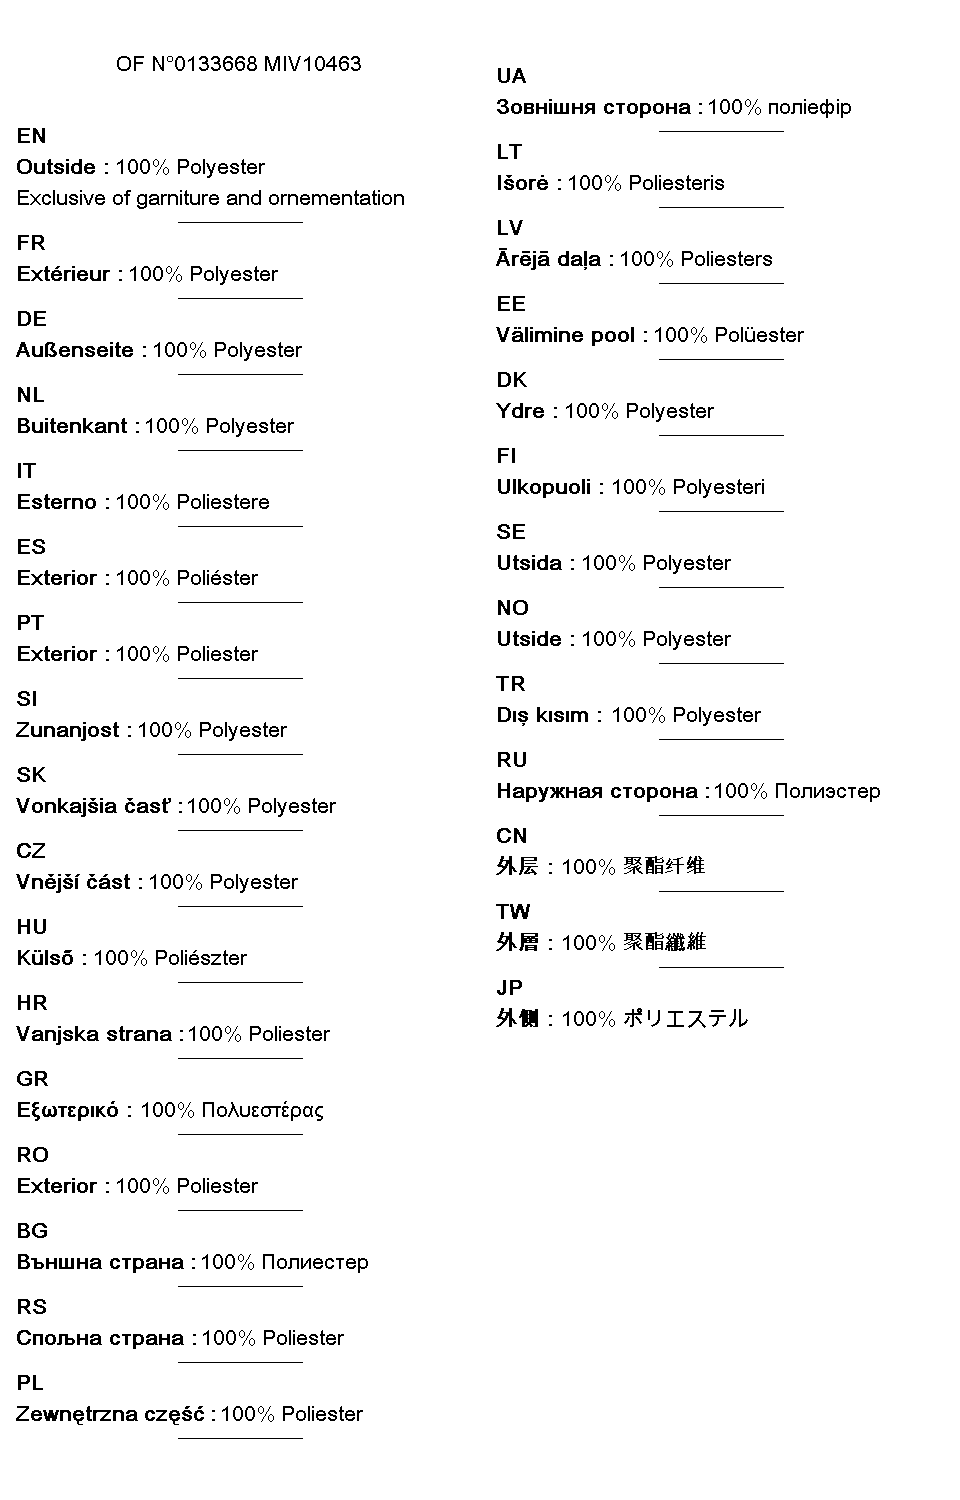 OF N°0133668 MIV10463
EN
Outside : 100% Polyester
Exclusive of garniture and ornementation
FR
Extérieur : 100% Polyester
DE
Außenseite : 100% Polyester
NL
Buitenkant : 100% Polyester
IT
Esterno : 100% Poliestere
ES
Exterior : 100% Poliéster
PT
Exterior : 100% Poliester
SI
Zunanjost : 100% Polyester
SK
Vonkajšia časť : 100% Polyester
CZ
Vnější část : 100% Polyester
HU
Külső : 100% Poliészter
HR
Vanjska strana : 100% Poliester
GR
Εξωτερικό : 100% Πολυεστέρας
RO
Exterior : 100% Poliester
BG
Външна страна : 100% Полиестер
RS
Спољна страна : 100% Poliester
PL
Zewnętrzna część : 100% Poliester
UA
Зовнішня сторона : 100% поліефір
LT
Išorė : 100% Poliesteris
LV
Ārējā daļa : 100% Poliesters
EE
Välimine pool : 100% Polüester
DK
Ydre : 100% Polyester
FI
Ulkopuoli : 100% Polyesteri
SE
Utsida : 100% Polyester
NO
Utside : 100% Polyester
TR
Dış kısım : 100% Polyester
RU
Наружная сторона : 100% Полиэстер
CN
外层 : 100% 聚酯纤维
TW
外層 : 100% 聚酯纖維
JP
外側 : 100% ポリエステル